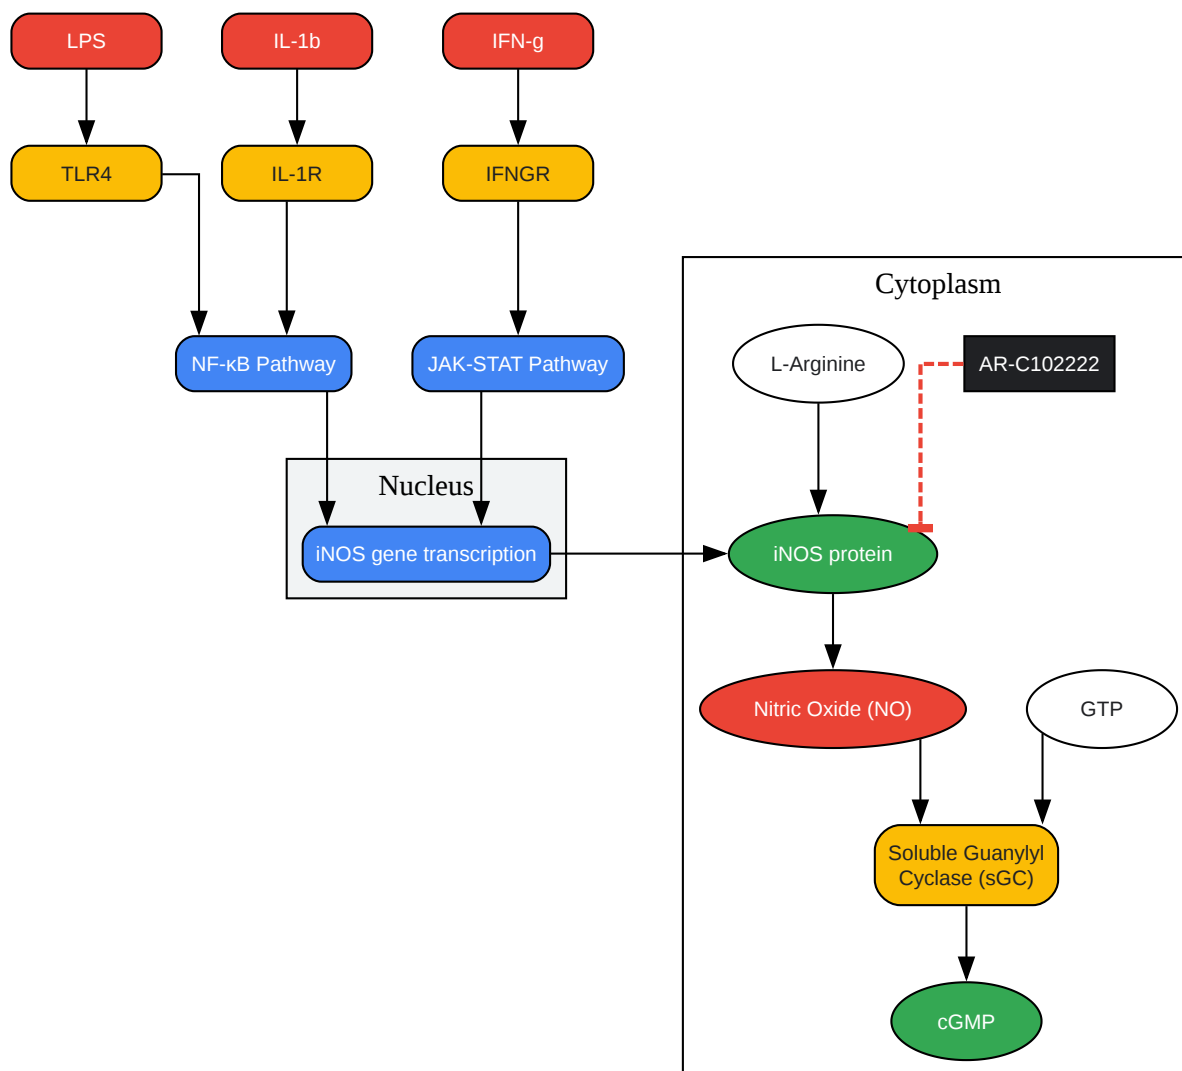 LPS
IL-1b
IFN-g
TLR4
IL-1R
IFNGR
Cytoplasm
NF-κB Pathway
JAK-STAT Pathway
L-Arginine
AR-C102222
Nucleus
iNOS gene transcription
iNOS protein
Nitric Oxide (NO)
GTP
Soluble Guanylyl
Cyclase (sGC)
cGMP